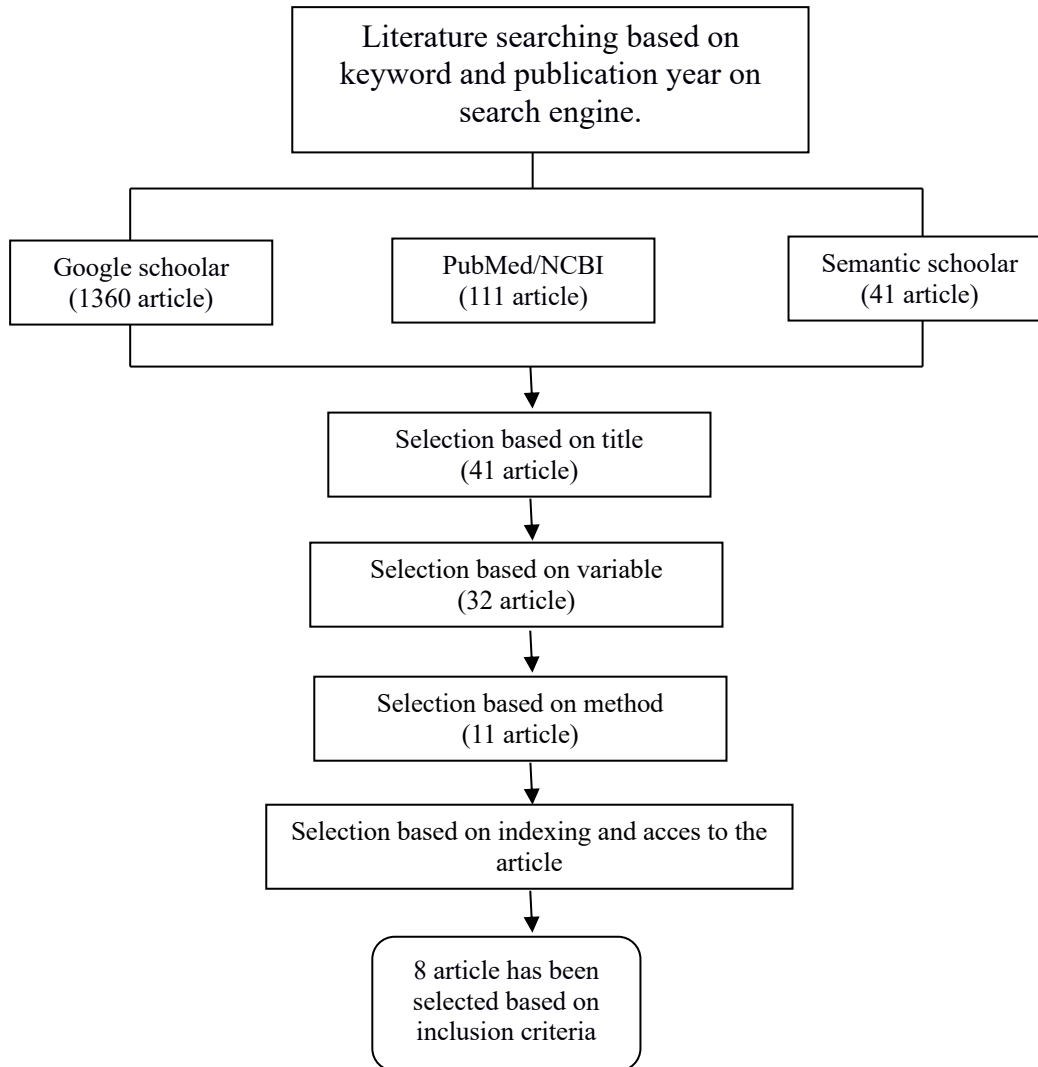 Literature searching based on
keyword and publication year on
search engine.
Google schoolar
(1360 article)
PubMed/NCBI
(111 article)
Semantic schoolar
(41 article)
Selection based on title
(41 article)
Selection based on variable
(32 article)
Selection based on method
(11 article)
Selection based on indexing and acces to the
article
8 article has been
selected based on
inclusion criteria